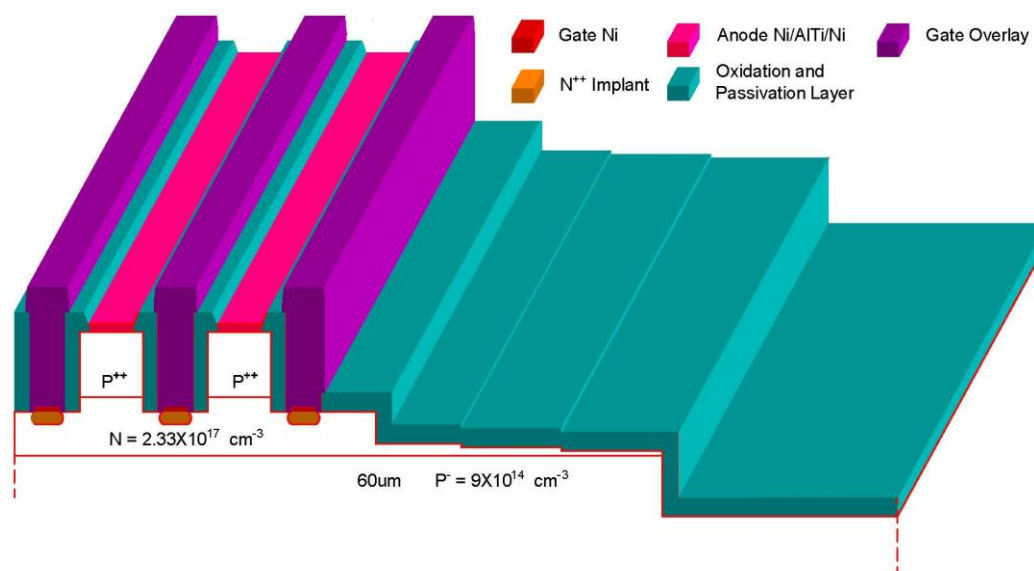 Gate Ni
Anode Ni/AlTi/Ni
Gate Overlay
N++ Implant
Oxidation and
Passivation Layer
P++
P++
N = 2.33X10^17 cm-3
60um P- = 9X10^14 cm-3